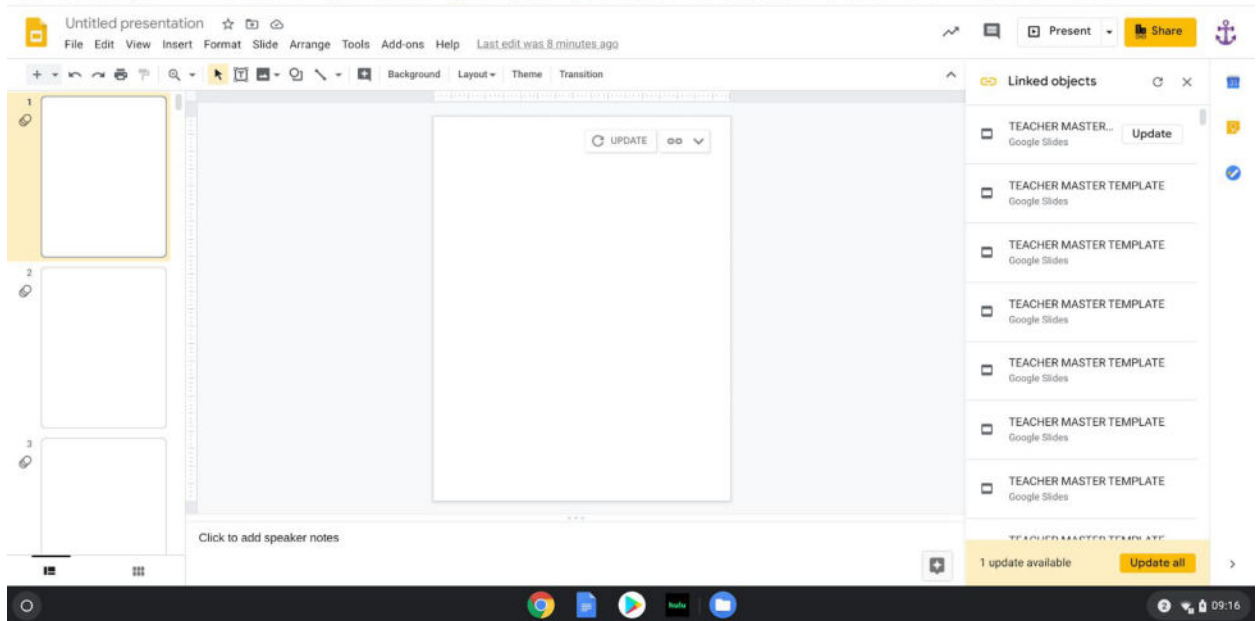 Untitled presentation
File Edit View Insert Format Slide Arrange Tools Add-ons Help Last edit was 8 minutes ago
Present
Share
Background Layout Theme Transition
Linked objects
1
UPDATE
TEACHER MASTER...
Google Slides
Update
TEACHER MASTER TEMPLATE
Google Slides
2
TEACHER MASTER TEMPLATE
Google Slides
TEACHER MASTER TEMPLATE
Google Slides
TEACHER MASTER TEMPLATE
Google Slides
3
TEACHER MASTER TEMPLATE
Google Slides
TEACHER MASTER TEMPLATE
Google Slides
TEACHER MASTER TEMPLATE
Click to add speaker notes
1 update available
Update all
hulu
2
09:16